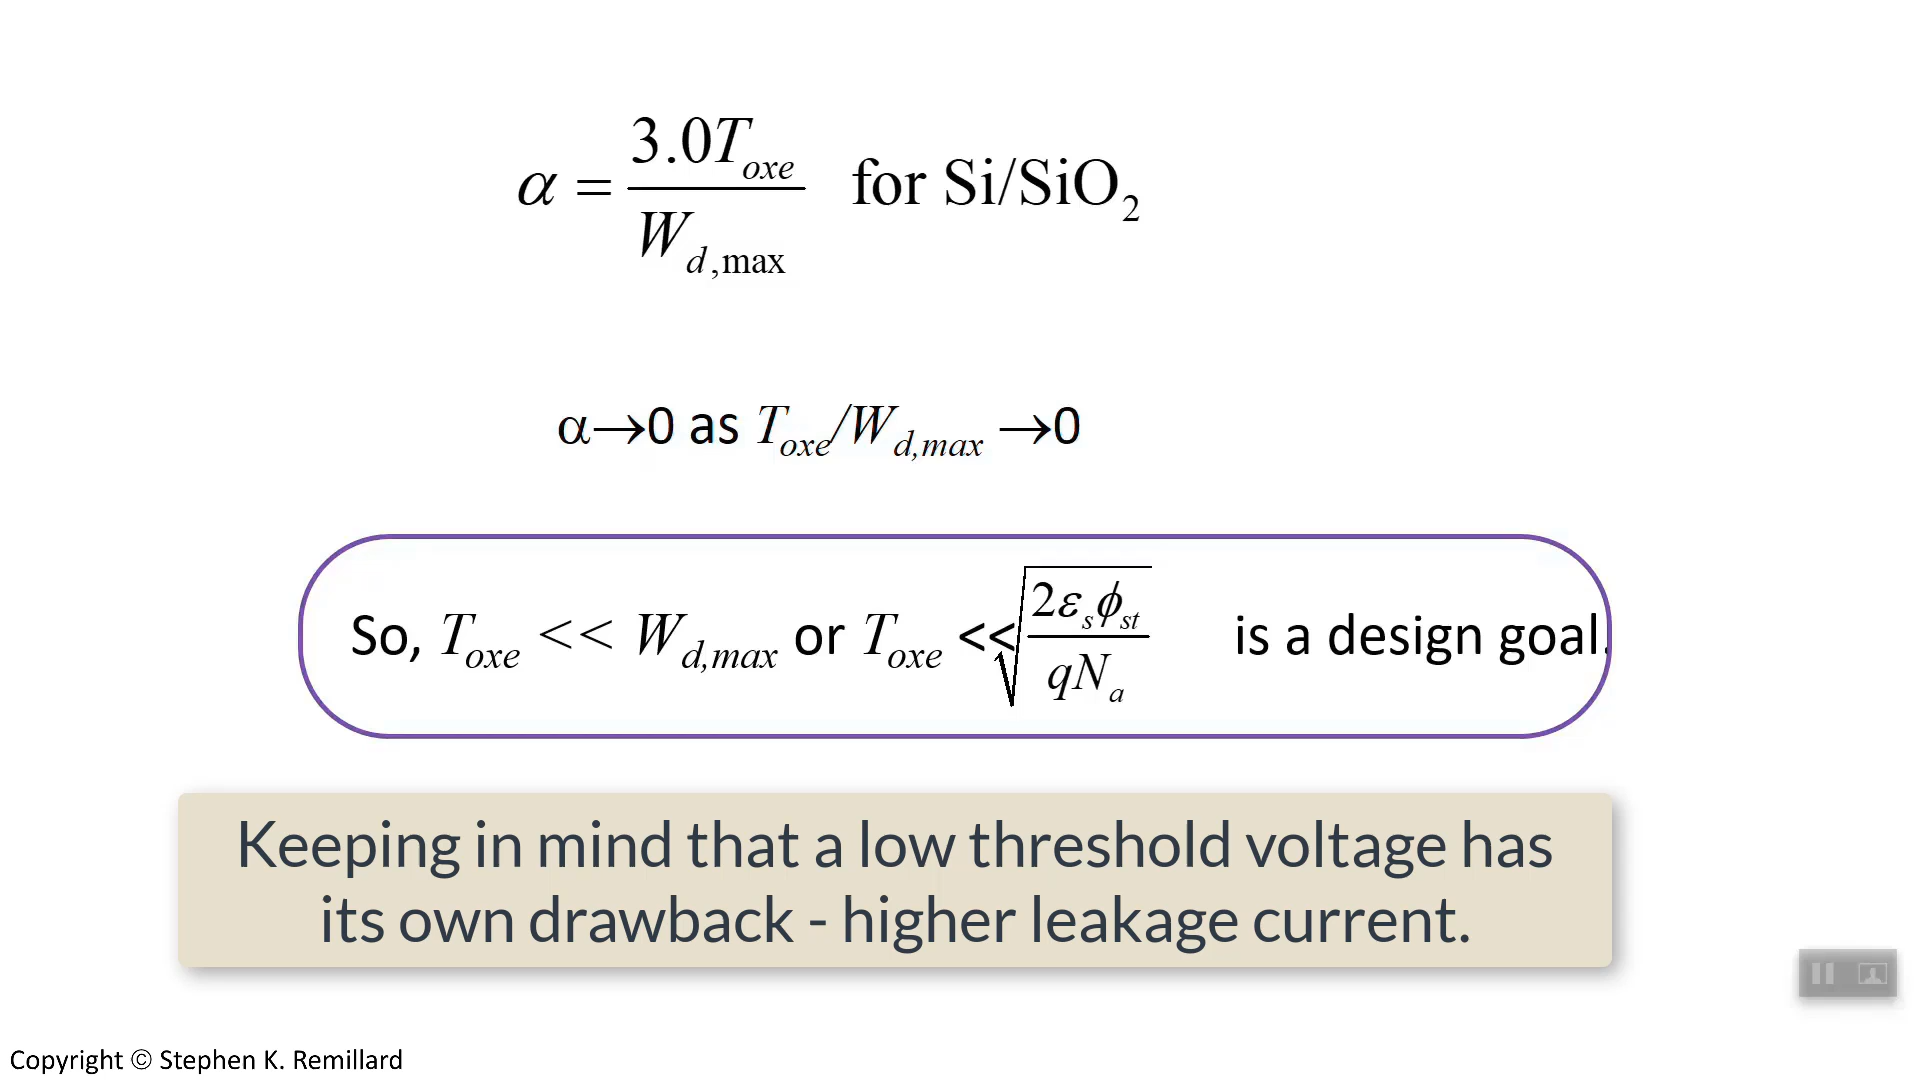 α = 3.0T_oxe / W_d,max for Si/SiO₂
α→0 as T_oxe/W_d,max →0
So, T_oxe << W_d,max or T_oxe << √(2ε_sϕ_st / qN_a) is a design goal.
Keeping in mind that a low threshold voltage has
its own drawback - higher leakage current.
Copyright © Stephen K. Remillard